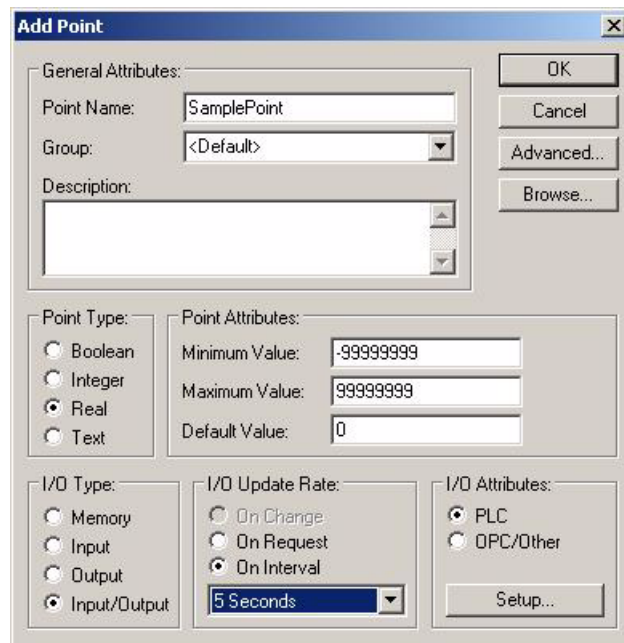 Add Point
General Attributes:
Point Name: SamplePoint
Group: <Default>
Description:
OK
Cancel
Advanced...
Browse...
Point Type:
Boolean
Integer
Real
Text
Point Attributes:
Minimum Value: -99999999
Maximum Value: 99999999
Default Value: 0
I/O Type:
Memory
Input
Output
Input/Output
I/O Update Rate:
On Change
On Request
On Interval
5 Seconds
I/O Attributes:
PLC
OPC/Other
Setup...